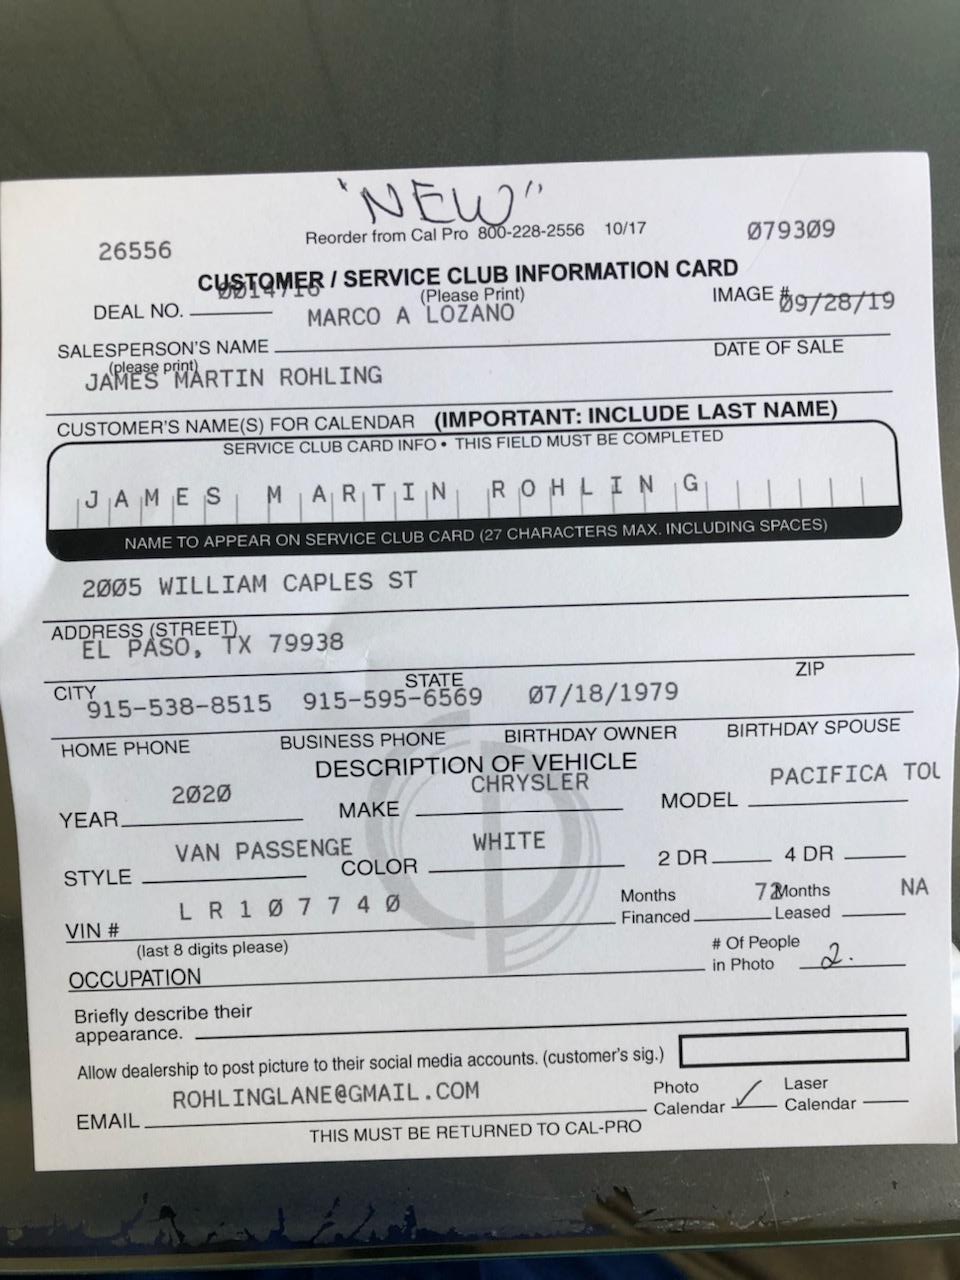 "NEW"
Reorder from Cal Pro 800-228-2556 10/17
26556
079309
CUSTOMER / SERVICE CLUB INFORMATION CARD
0014716
(Please Print)
DEAL NO.
IMAGE #
09/28/19
MARCO A LOZANO
SALESPERSON'S NAME
DATE OF SALE
(please print)
JAMES MARTIN ROHLING
CUSTOMER'S NAME(S) FOR CALENDAR (IMPORTANT: INCLUDE LAST NAME)
SERVICE CLUB CARD INFO • THIS FIELD MUST BE COMPLETED
JAMES MARTIN ROHLING
NAME TO APPEAR ON SERVICE CLUB CARD (27 CHARACTERS MAX. INCLUDING SPACES)
2005 WILLIAM CAPLES ST
ADDRESS (STREET)
EL PASO, TX 79938
CITY STATE ZIP
915-538-8515 915-595-6569 07/18/1979
HOME PHONE BUSINESS PHONE BIRTHDAY OWNER BIRTHDAY SPOUSE
DESCRIPTION OF VEHICLE
2020 CHRYSLER PACIFICA TOU
YEAR MAKE MODEL
VAN PASSENGE WHITE
STYLE COLOR 2 DR 4 DR
LR107740
Months Financed 72 Months Leased NA
VIN #
(last 8 digits please)
# Of People in Photo 2.
OCCUPATION
Briefly describe their
appearance.
Allow dealership to post picture to their social media accounts. (customer's sig.)
ROHLINGLANE@GMAIL.COM
EMAIL
Photo Calendar ✓ Laser Calendar
THIS MUST BE RETURNED TO CAL-PRO